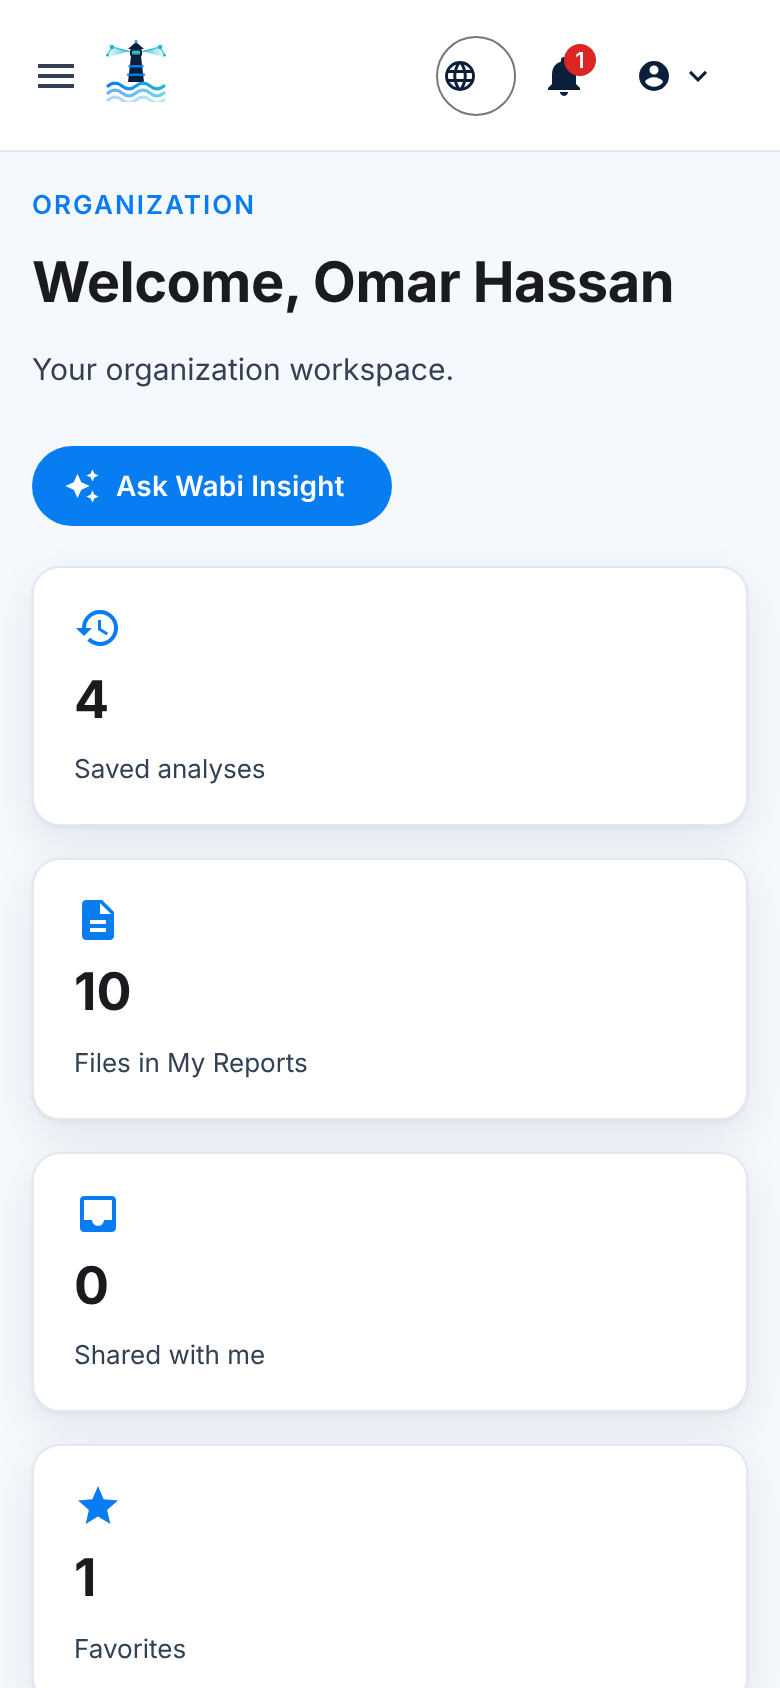 1
ORGANIZATION
Welcome, Omar Hassan
Your organization workspace.
Ask Wabi Insight
4
Saved analyses
10
Files in My Reports
0
Shared with me
1
Favorites